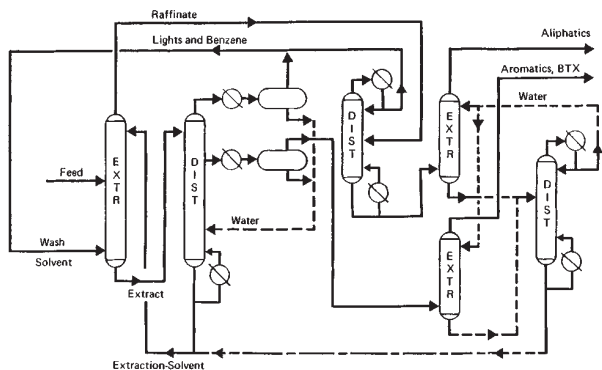 Raffinate
Lights and Benzene
Aliphatics
Aromatics, BTX
Water
Feed
EXTR
DIST
DIST
EXTR
DIST
Water
Wash
Solvent
Extract
EXTR
Extraction-Solvent